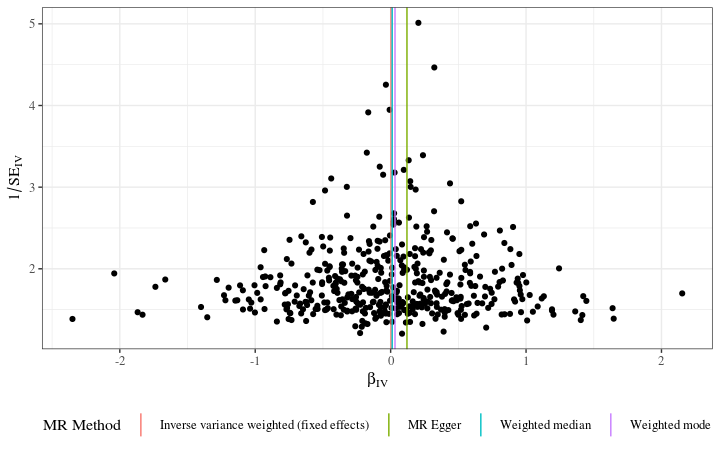 5
4
3
2
1/SE_IV
-2
-1
0
1
2
β_IV
MR Method
Inverse variance weighted (fixed effects)
MR Egger
Weighted median
Weighted mode